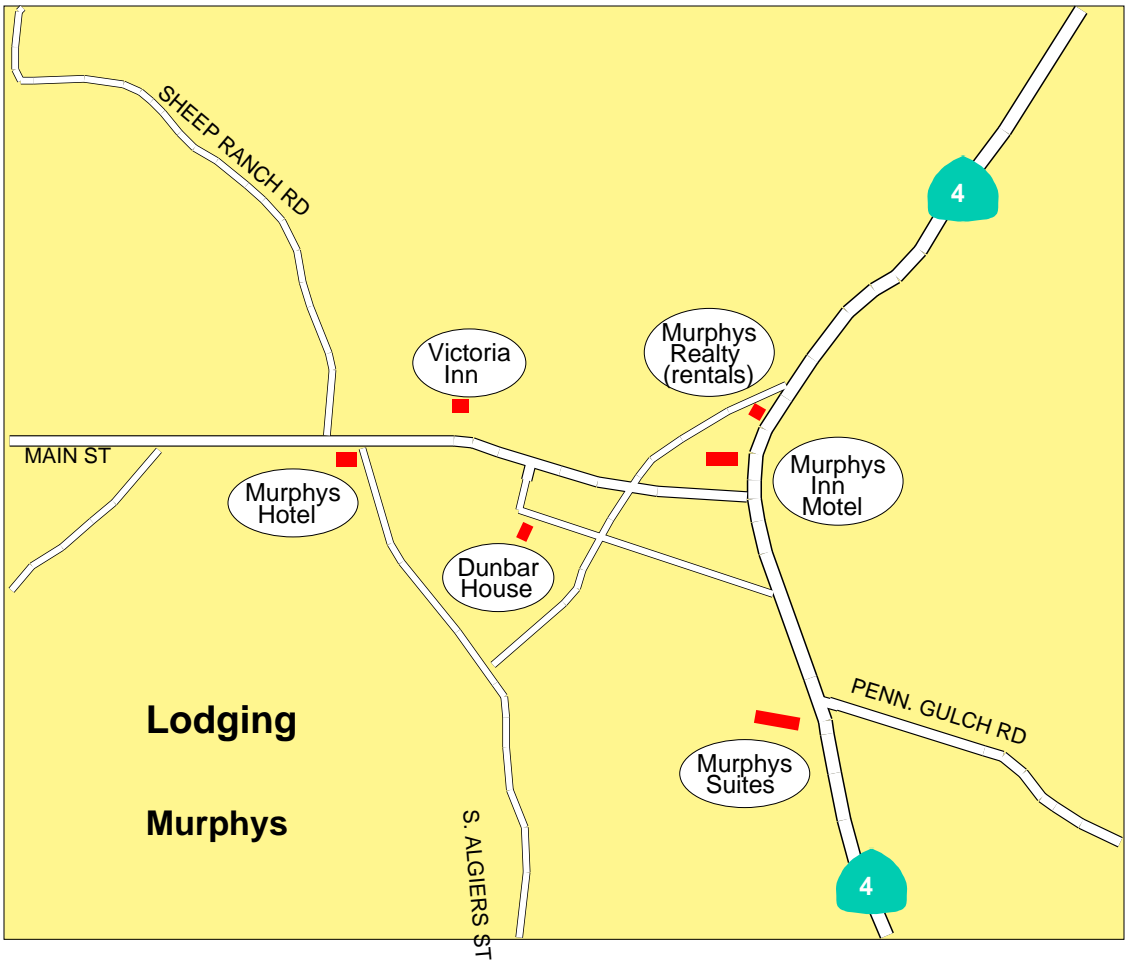 SHEEP RANCH RD
4
Victoria
Inn
Murphys
Realty
(rentals)
MAIN ST
Murphys
Hotel
Murphys
Inn
Motel
Dunbar
House
Lodging
Murphys
PENN. GULCH RD
Murphys
Suites
S. ALGIERS ST
4